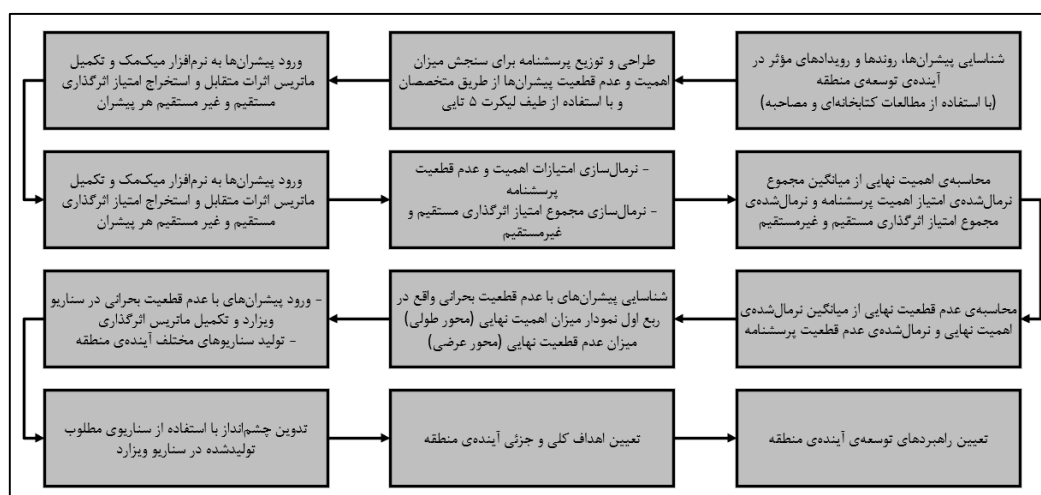 شناسایی پیشران‌ها، روندها و رویدادهای مؤثر در
آینده‌ی توسعه‌ی منطقه
(با استفاده از مطالعات کتابخانه‌ای و مصاحبه)
طراحی و توزیع پرسشنامه برای سنجش میزان
اهمیت و عدم قطعیت پیشران‌ها از طریق متخصصان
و با استفاده از طیف لیکرت ۵ تایی
ورود پیشران‌ها به نرم‌افزار میک‌مک و تکمیل
ماتریس اثرات متقابل و استخراج امتیاز اثرگذاری
مستقیم و غیر مستقیم هر پیشران
ورود پیشران‌ها به نرم‌افزار میک‌مک و تکمیل
ماتریس اثرات متقابل و استخراج امتیاز اثرگذاری
مستقیم و غیر مستقیم هر پیشران
- نرمال‌سازی امتیازات اهمیت و عدم قطعیت
پرسشنامه
- نرمال‌سازی مجموع امتیاز اثرگذاری مستقیم و
غیرمستقیم
محاسبه‌ی اهمیت نهایی از میانگین مجموع
نرمال‌شده‌ی امتیاز اهمیت پرسشنامه و نرمال‌شده‌ی
مجموع امتیاز اثرگذاری مستقیم و غیرمستقیم
محاسبه‌ی عدم قطعیت نهایی از میانگین نرمال‌شده‌ی
اهمیت نهایی و نرمال‌شده‌ی عدم قطعیت پرسشنامه
شناسایی پیشران‌های با عدم قطعیت بحرانی واقع در
ربع اول نمودار میزان اهمیت نهایی (محور طولی)
میزان عدم قطعیت نهایی (محور عرضی)
- ورود پیشران‌های با عدم قطعیت بحرانی در سناریو
ویزارد و تکمیل ماتریس اثرگذاری
- تولید سناریوهای مختلف آینده‌ی منطقه
تدوین چشم‌انداز با استفاده از سناریوی مطلوب
تولیدشده در سناریو ویزارد
تعیین اهداف کلی و جزئی آینده‌ی منطقه
تعیین راهبردهای توسعه‌ی آینده‌ی منطقه